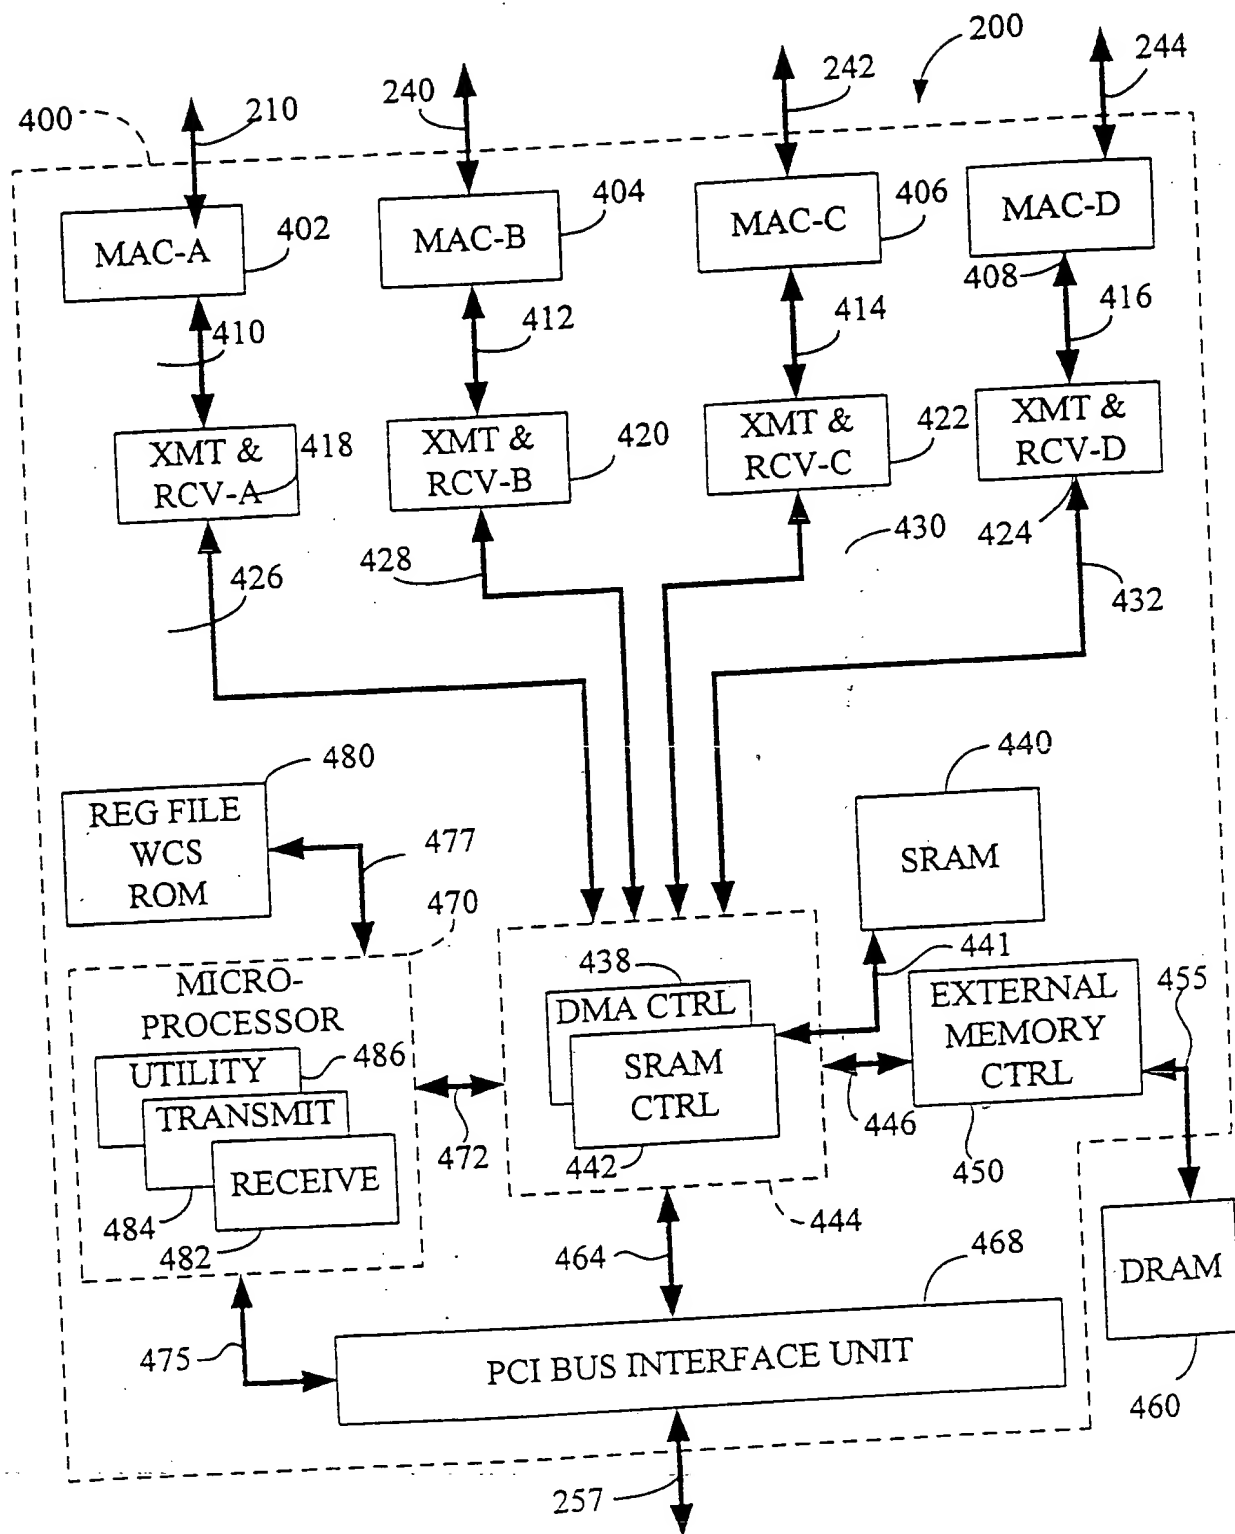 200
244
242
240
210
400
MAC-A
402
MAC-B
404
MAC-C
406
MAC-D
408
410
412
414
416
XMT &
RCV-A
418
XMT &
RCV-B
420
XMT &
RCV-C
422
XMT &
RCV-D
424
426
428
430
432
480
REG FILE
WCS
ROM
477
470
440
SRAM
441
438
DMA CTRL
SRAM
CTRL
442
444
EXTERNAL
MEMORY
CTRL
455
446
450
MICRO-
PROCESSOR
UTILITY
486
TRANSMIT
RECEIVE
484
482
472
464
468
DRAM
460
475
PCI BUS INTERFACE UNIT
257